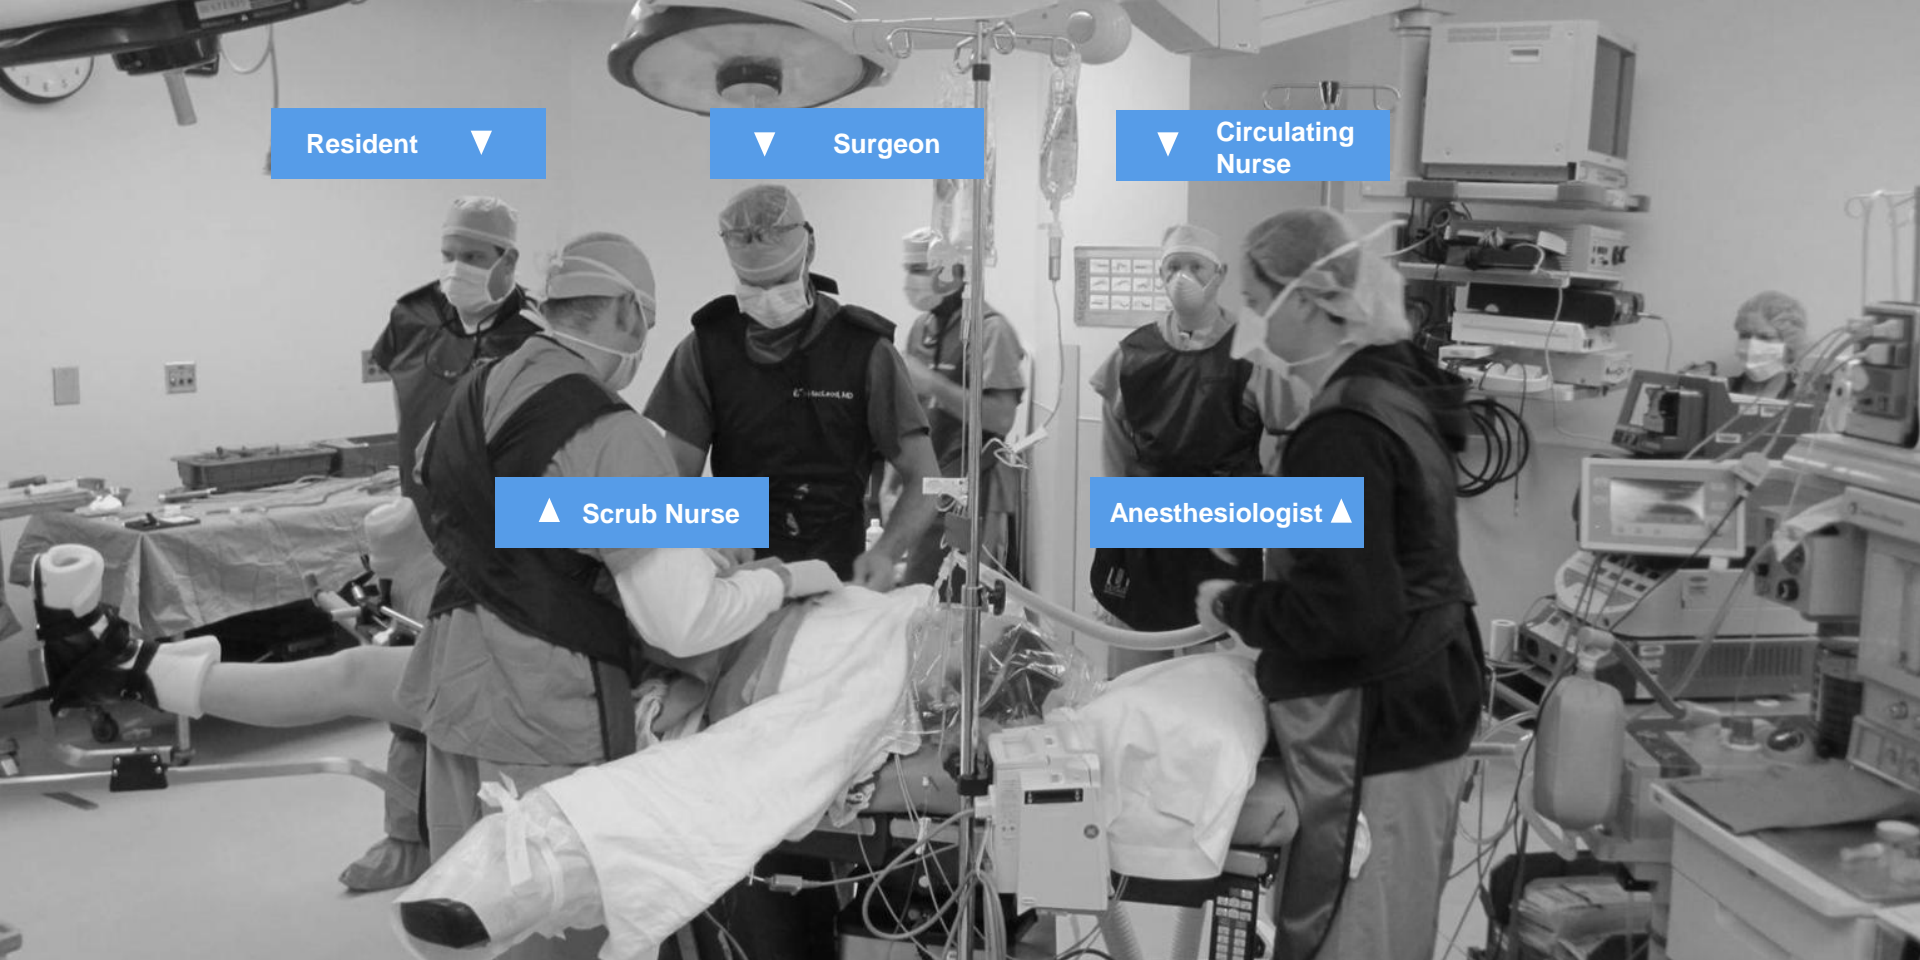 Resident ▼
▼ Surgeon
▼ Circulating
Nurse
▲ Scrub Nurse
Anesthesiologist ▲